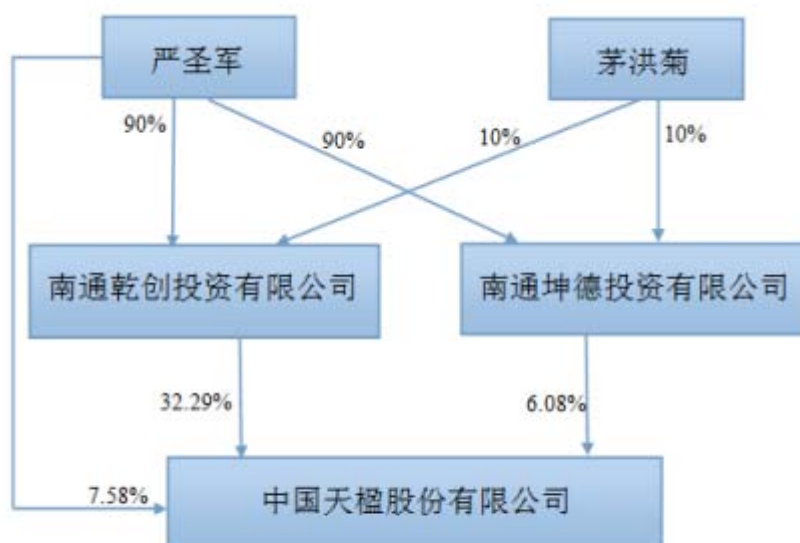 严圣军
茅洪菊
90%
90%
10%
10%
南通乾创投资有限公司
南通坤德投资有限公司
32.29%
6.08%
7.58%
中国天楹股份有限公司